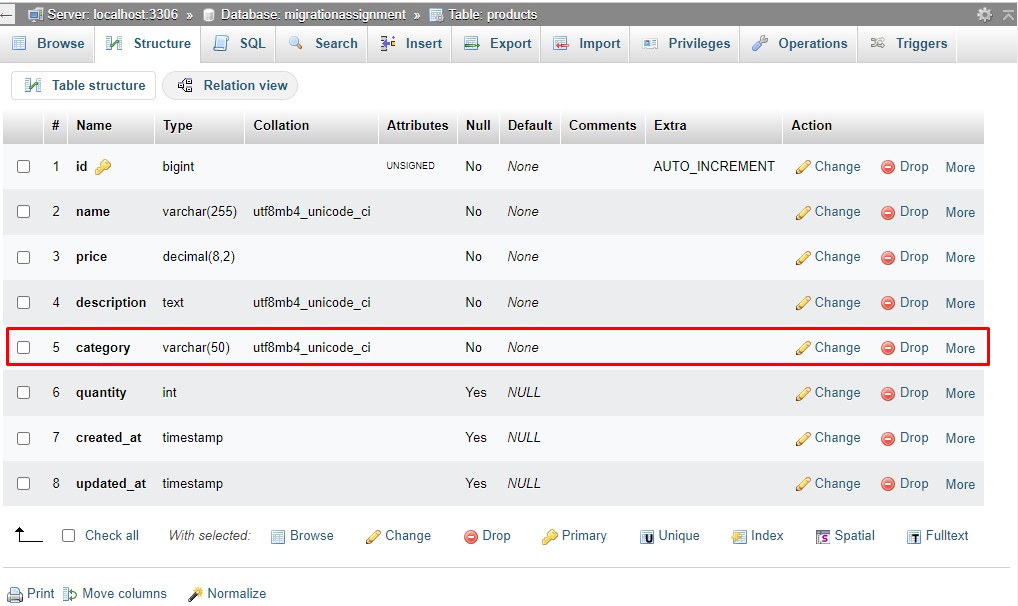 Server: localhost:3306 » Database: migrationassignment » Table: products
Browse Structure SQL Search Insert Export Import Privileges Operations Triggers
Table structure Relation view
# Name Type Collation Attributes Null Default Comments Extra Action
1 id bigint UNSIGNED No None AUTO_INCREMENT Change Drop More
2 name varchar(255) utf8mb4_unicode_ci No None Change Drop More
3 price decimal(8,2) No None Change Drop More
4 description text utf8mb4_unicode_ci No None Change Drop More
5 category varchar(50) utf8mb4_unicode_ci No None Change Drop More
6 quantity int Yes NULL Change Drop More
7 created_at timestamp Yes NULL Change Drop More
8 updated_at timestamp Yes NULL Change Drop More
Check all With selected: Browse Change Drop Primary Unique Index Spatial Fulltext
Print Move columns Normalize